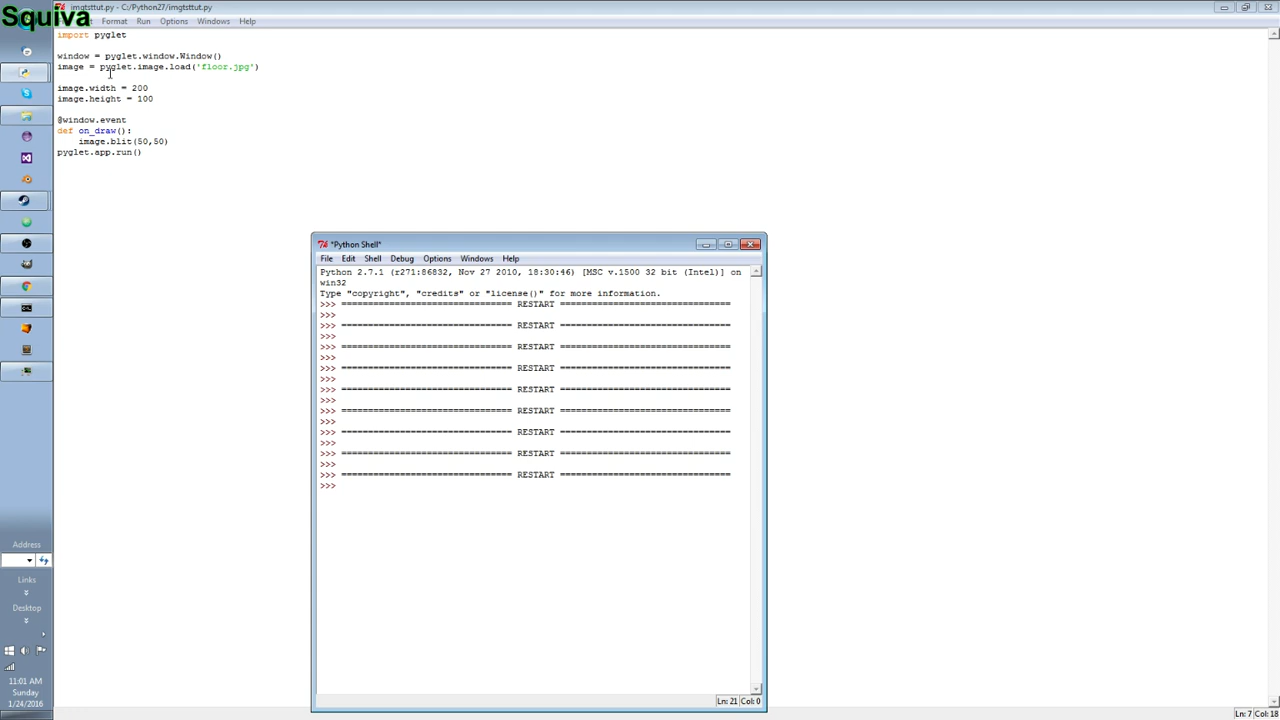 imgtsttut.py - C:/Python27/imgtsttut.py
Squiva
Format Run Options Windows Help
import pyglet
window = pyglet.window.Window()
image = pyglet.image.load('floor.jpg')
image.width = 200
image.height = 100
@window.event
def on_draw():
    image.blit(50,50)
pyglet.app.run()
*Python Shell*
File Edit Shell Debug Options Windows Help
Python 2.7.1 (r271:86832, Nov 27 2010, 18:30:46) [MSC v.1500 32 bit (Intel)] on
win32
Type "copyright", "credits" or "license()" for more information.
>>> ================================ RESTART ================================
>>>
>>> ================================ RESTART ================================
>>>
>>> ================================ RESTART ================================
>>>
>>> ================================ RESTART ================================
>>>
>>> ================================ RESTART ================================
>>>
>>> ================================ RESTART ================================
>>>
>>> ================================ RESTART ================================
>>>
>>> ================================ RESTART ================================
>>>
>>> ================================ RESTART ================================
>>>
Ln: 21 Col: 0
Address
Links
Desktop
11:01 AM
Sunday
1/24/2016
Ln: 7 Col: 18